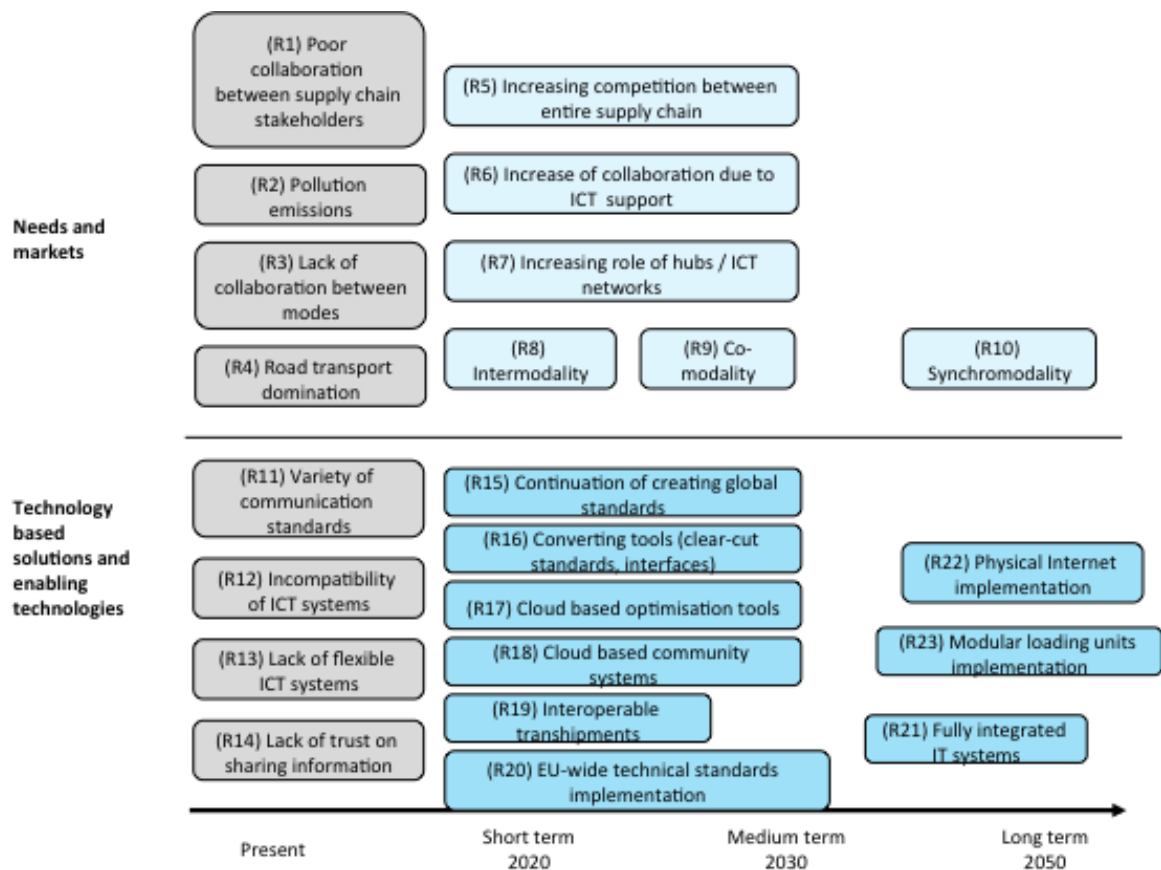 (R1) Poor
collaboration
between supply chain
stakeholders
(R5) Increasing competition between
entire supply chain
(R2) Pollution
emissions
(R6) Increase of collaboration due to
ICT support
Needs and
markets
(R3) Lack of
collaboration between
modes
(R7) Increasing role of hubs / ICT
networks
(R4) Road transport
domination
(R8)
Intermodality
(R9) Co-
modality
(R10)
Synchromodality
Technology
based
solutions and
enabling
technologies
(R11) Variety of
communication
standards
(R15) Continuation of creating global
standards
(R16) Converting tools (clear-cut
standards, interfaces)
(R12) Incompatibility
of ICT systems
(R17) Cloud based optimisation tools
(R22) Physical Internet
implementation
(R13) Lack of flexible
ICT systems
(R18) Cloud based community
systems
(R23) Modular loading units
implementation
(R14) Lack of trust on
sharing information
(R19) Interoperable
transhipments
(R21) Fully integrated
IT systems
(R20) EU-wide technical standards
implementation
Present
Short term
2020
Medium term
2030
Long term
2050